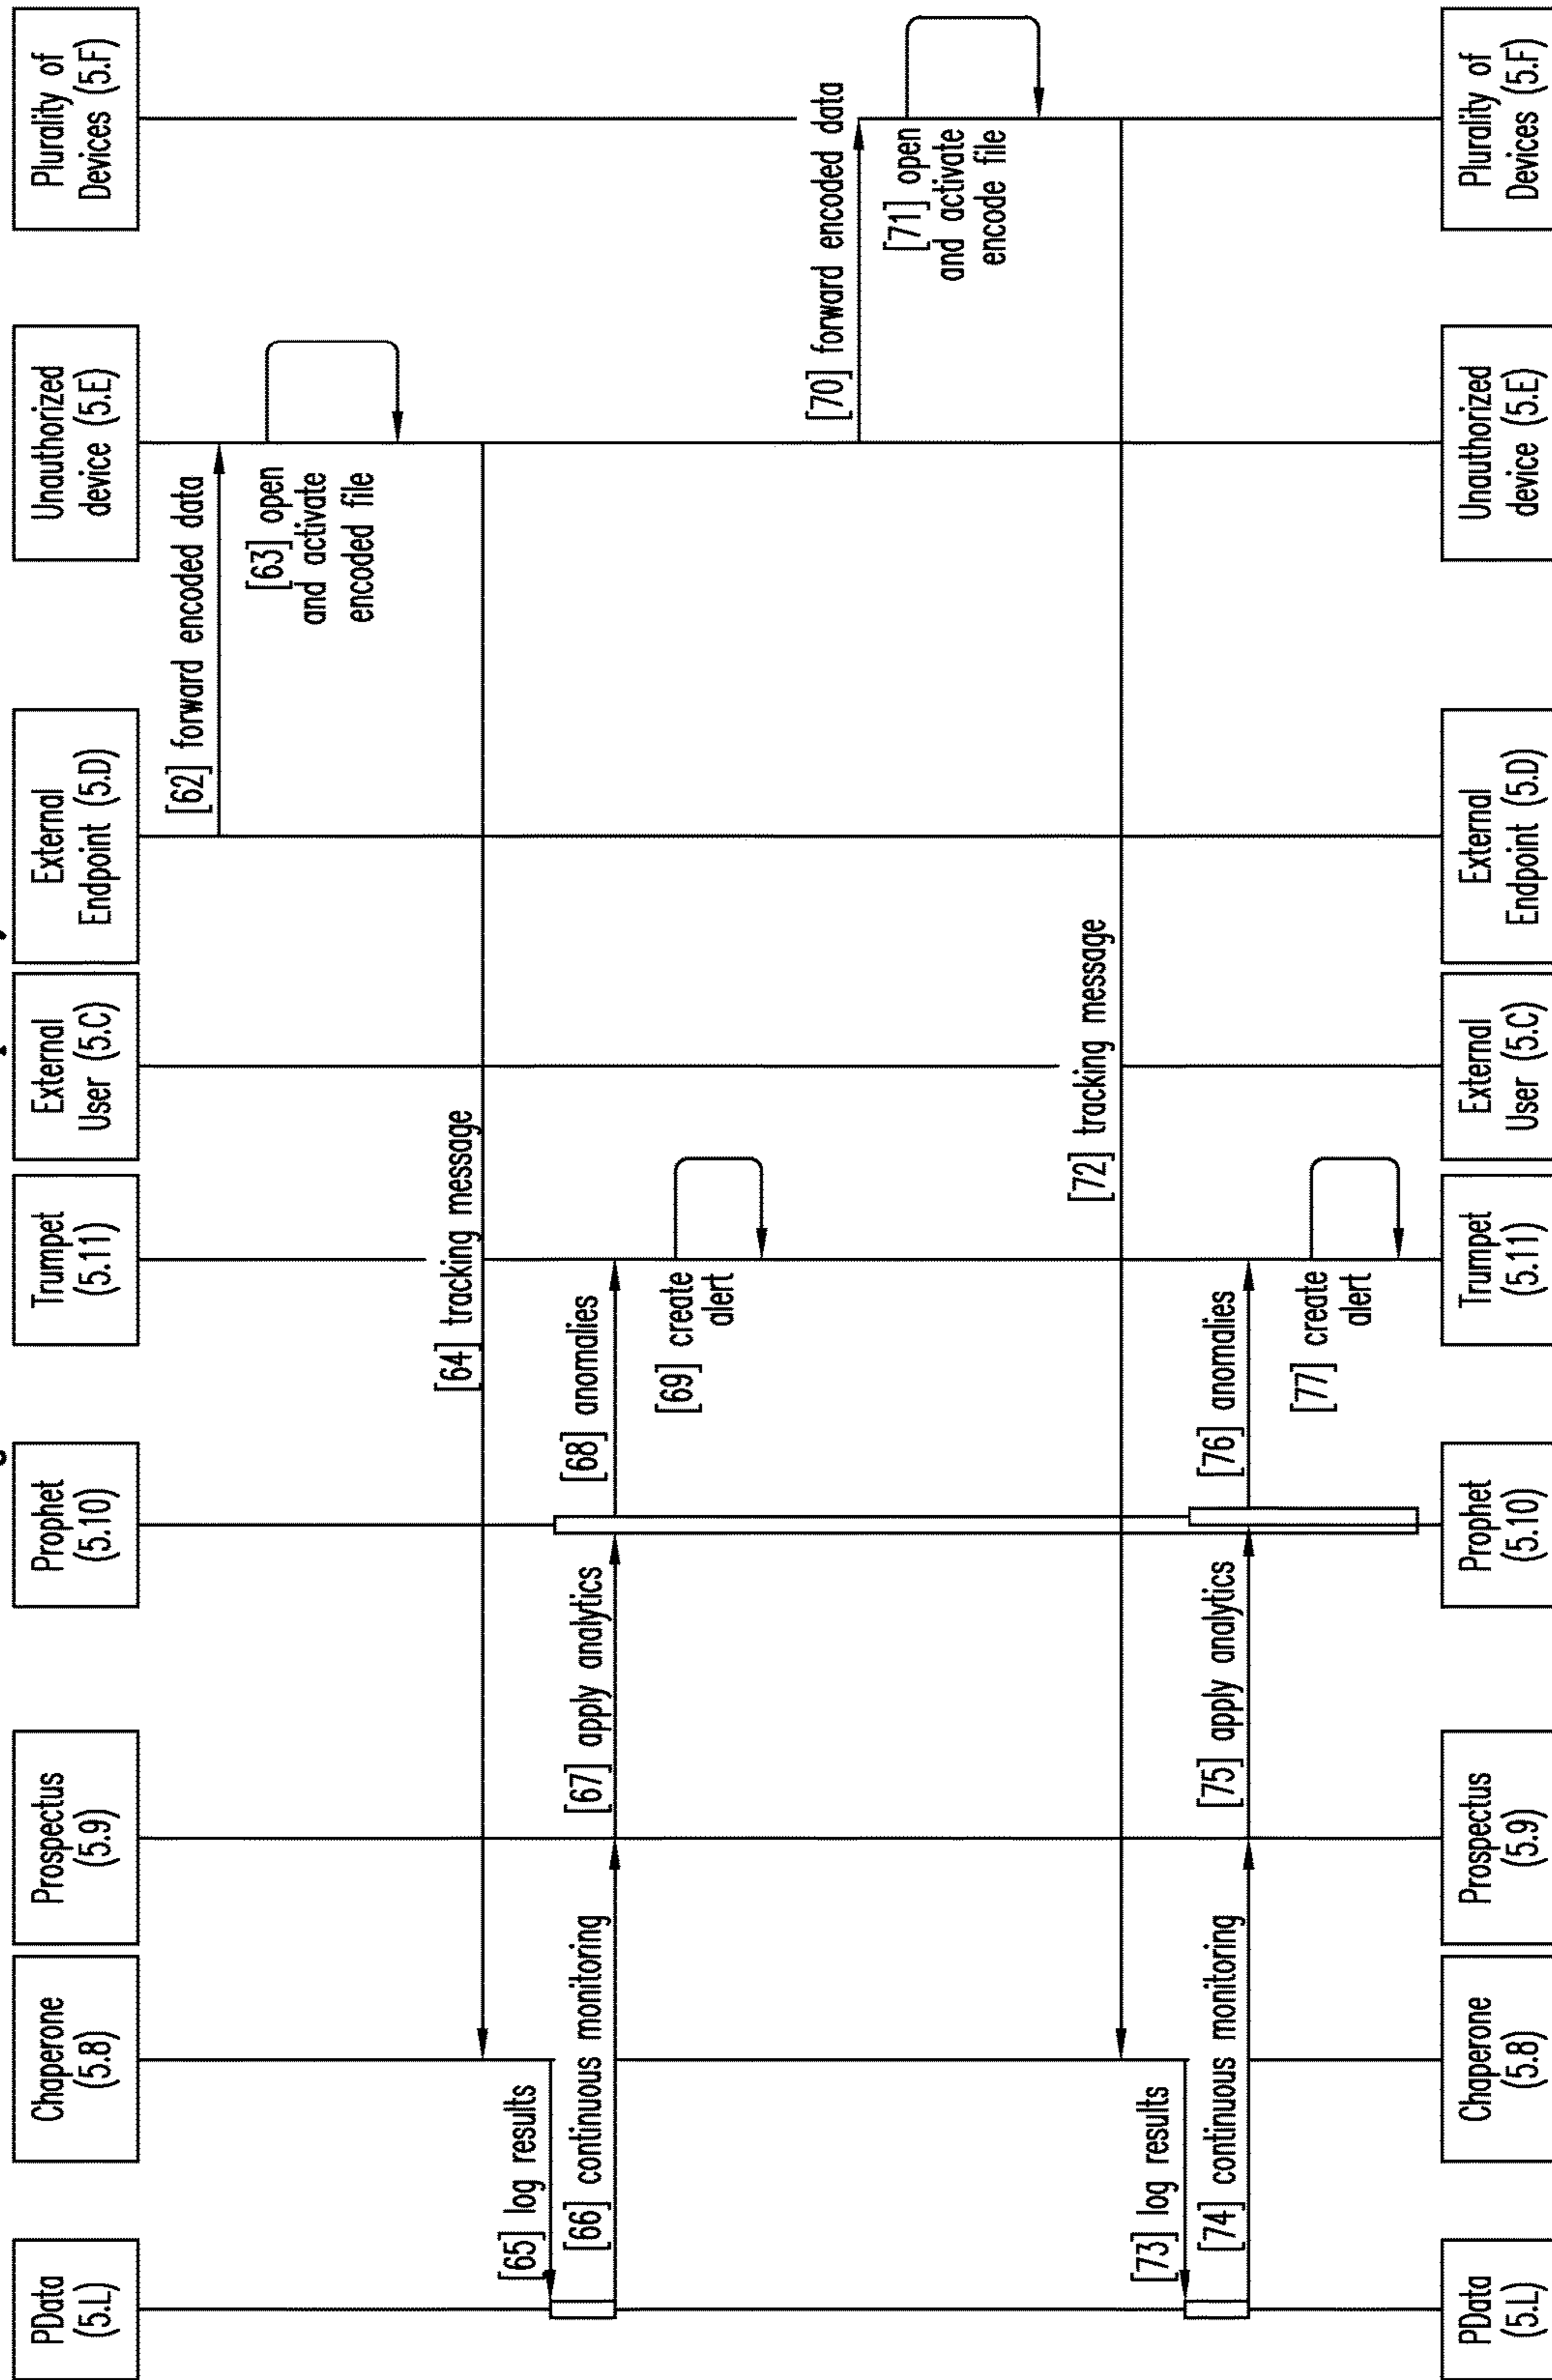 PData
(5.L)
Chaperone
(5.8)
Prospectus
(5.9)
Prophet
(5.10)
Trumpet
(5.11)
External
User (5.C)
External
Endpoint (5.D)
Unauthorized
device (5.E)
Plurality of
Devices (5.F)
[62] forward encoded data
[63] open
and activate
encoded file
[64] tracking message
[65] log results
[66] continuous monitoring
[67] apply analytics
[68] anomalies
[69] create
alert
[70] forward encoded data
[71] open
and activate
encode file
[72] tracking message
[73] log results
[74] continuous monitoring
[75] apply analytics
[76] anomalies
[77] create
alert
PData
(5.L)
Chaperone
(5.8)
Prospectus
(5.9)
Prophet
(5.10)
Trumpet
(5.11)
External
User (5.C)
External
Endpoint (5.D)
Unauthorized
device (5.E)
Plurality of
Devices (5.F)